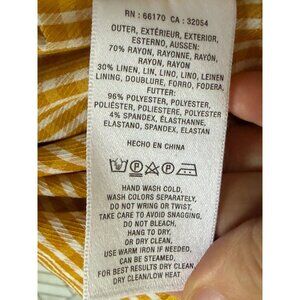 RN : 66170 CA : 32054
OUTER, EXTÉRIEUR, EXTERIOR,
ESTERNO, AUSSEN:
70% RAYON, RAYONNE, RAYÓN,
RAYON, RAYON
30% LINEN, LIN, LINO, LINO, LEINEN
LINING, DOUBLURE, FORRO, FODERA,
FUTTER:
96% POLYESTER, POLYESTER,
POLIÉSTER, POLIESTERE, POLYESTER
4% SPANDEX, ÉLASTHANNE,
ELASTANO, SPANDEX, ELASTAN
HECHO EN CHINA
HAND WASH COLD,
WASH COLORS SEPARATELY,
DO NOT WRING OR TWIST,
TAKE CARE TO AVOID SNAGGING,
DO NOT BLEACH,
HANG TO DRY,
OR DRY CLEAN,
USE WARM IRON IF NEEDED,
CAN BE STEAMED,
FOR BEST RESULTS DRY CLEAN,
DRY CLEAN/LOW HEAT